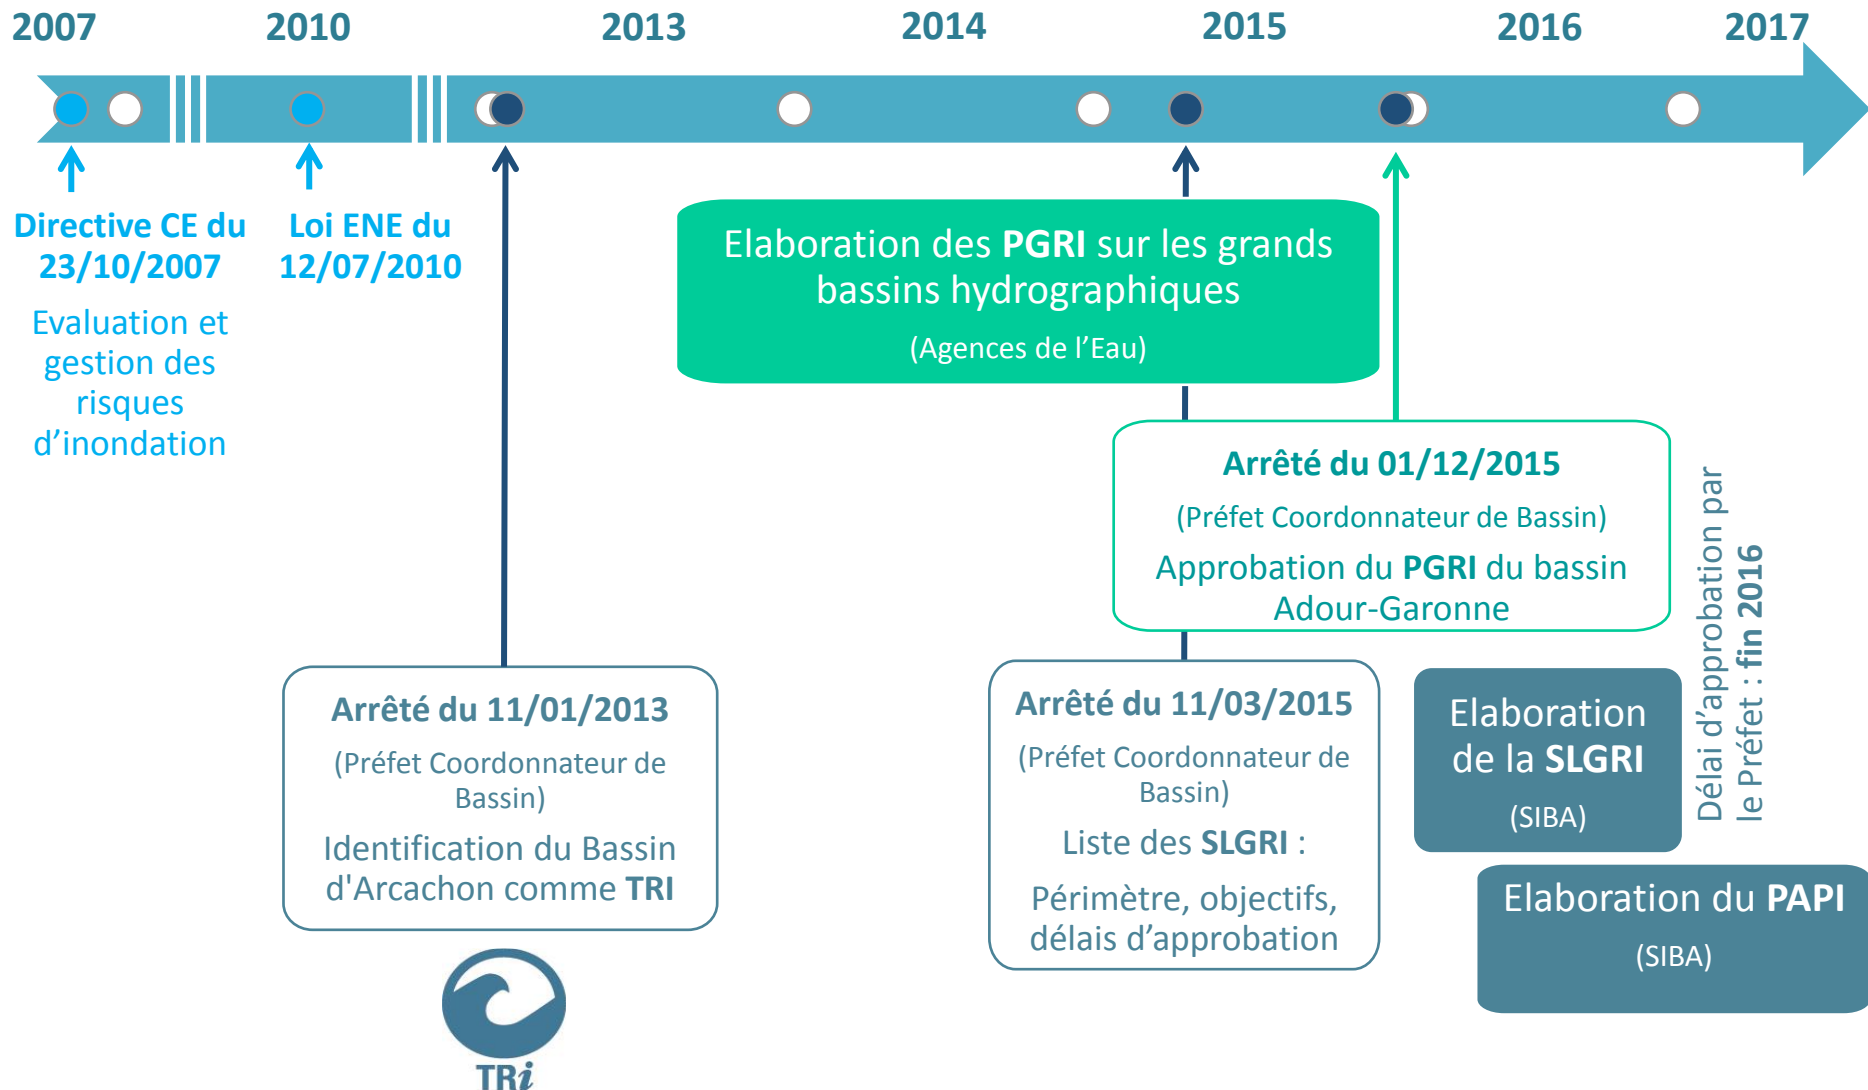 2007
2010
2013
2014
2015
2016
2017
Directive CE du
23/10/2007
Evaluation et
gestion des
risques
d’inondation
Loi ENE du
12/07/2010
Elaboration des PGRI sur les grands
bassins hydrographiques
(Agences de l’Eau)
Arrêté du 01/12/2015
(Préfet Coordonnateur de Bassin)
Approbation du PGRI du bassin
Adour-Garonne
Délai d’approbation par
le Préfet : fin 2016
Arrêté du 11/01/2013
(Préfet Coordonnateur de
Bassin)
Identification du Bassin
d'Arcachon comme TRI
TRi
Arrêté du 11/03/2015
(Préfet Coordonnateur de
Bassin)
Liste des SLGRI :
Périmètre, objectifs,
délais d’approbation
Elaboration
de la SLGRI
(SIBA)
Elaboration du PAPI
(SIBA)